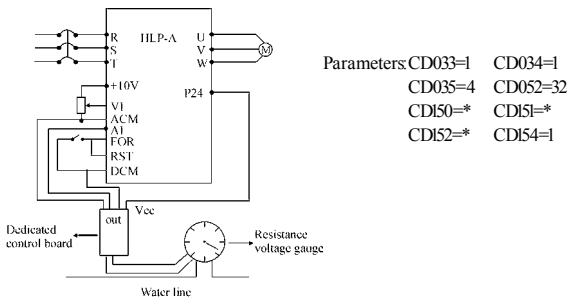 HLP-A
R
S
T
U
V
W
M
+10V
P24
VI
ACM
AI
FOR
RST
DCM
Parameters: CD033=1 CD034=1
CD035=4 CD052=32
CD150=* CD151=*
CD152=* CD154=1
out
Vcc
Dedicated
control board
Resistance
voltage gauge
Water line